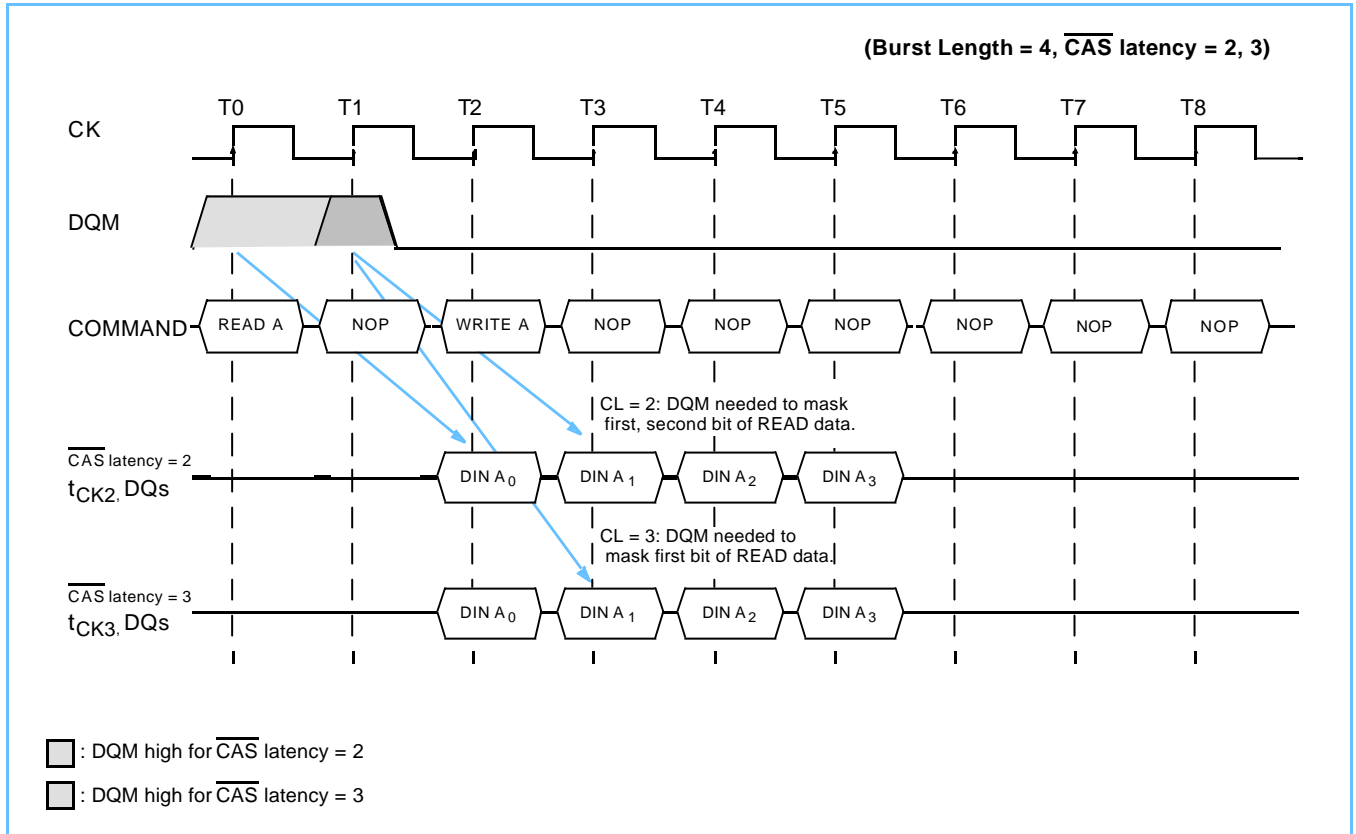 (Burst Length = 4, CAS latency = 2, 3)
T0 T1 T2 T3 T4 T5 T6 T7 T8
CK
DQM
COMMAND READ A NOP WRITE A NOP NOP NOP NOP NOP NOP
CL = 2: DQM needed to mask
first, second bit of READ data.
CAS latency = 2
tCK2, DQs DIN A0 DIN A1 DIN A2 DIN A3
CL = 3: DQM needed to
mask first bit of READ data.
CAS latency = 3
tCK3, DQs DIN A0 DIN A1 DIN A2 DIN A3
: DQM high for CAS latency = 2
: DQM high for CAS latency = 3